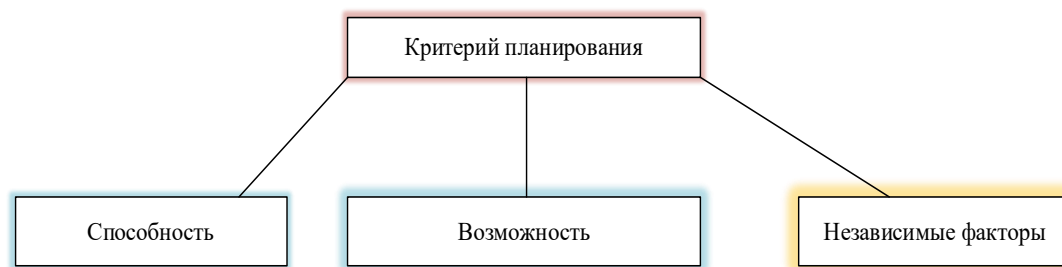 Критерий планирования
Способность
Возможность
Независимые факторы